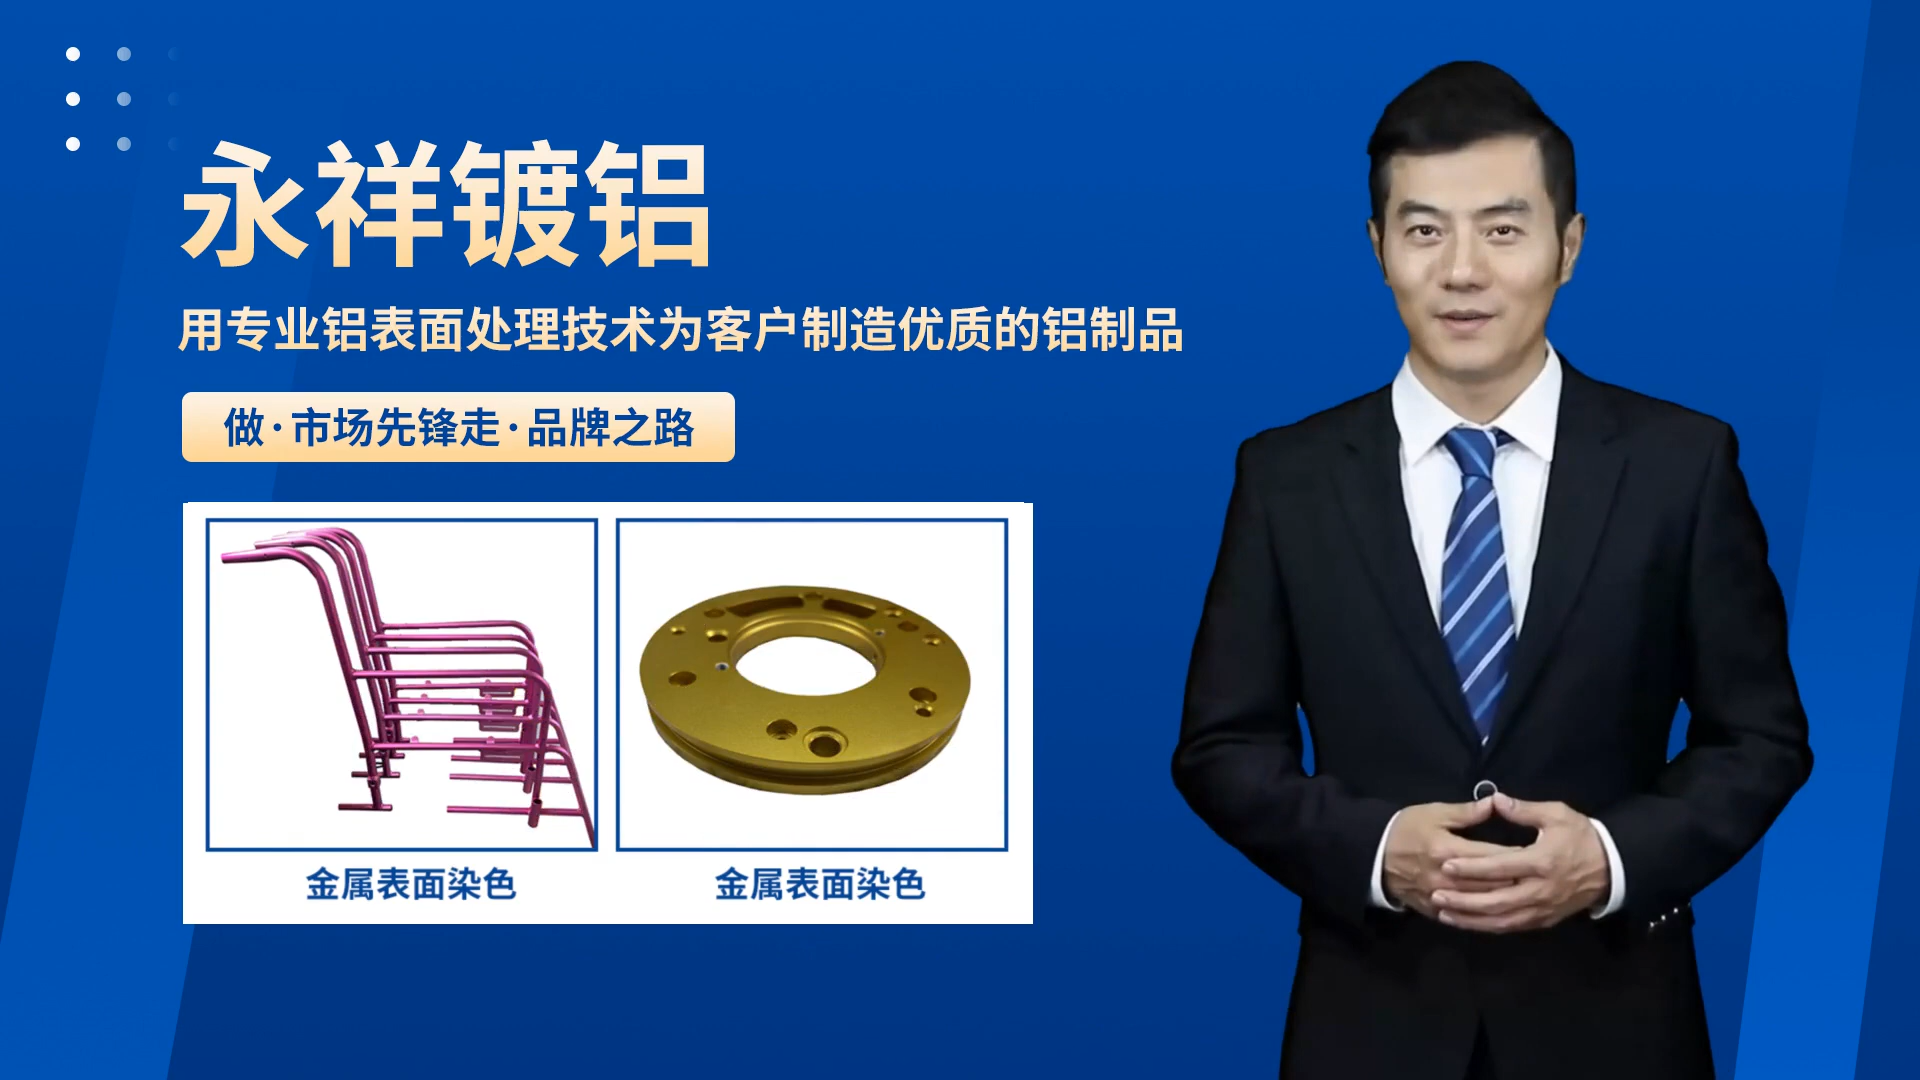 永祥镀铝
用专业铝表面处理技术为客户制造优质的铝制品
做·市场先锋走·品牌之路
金属表面染色
金属表面染色